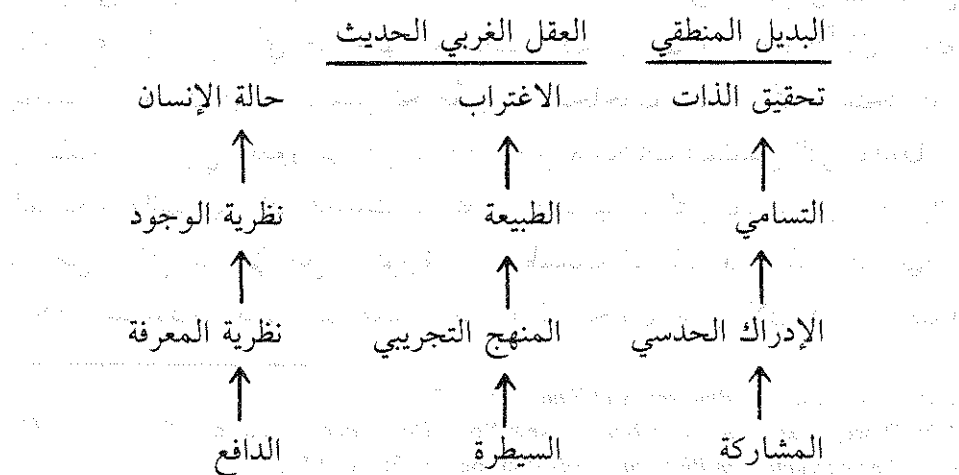 البديل المنطقي العقل الغربي الحديث
تحقيق الذات الاغتراب حالة الإنسان
التسامي الطبيعة نظرية الوجود
الإدراك الحدسي المنهج التجريبي نظرية المعرفة
المشاركة السيطرة الدافع